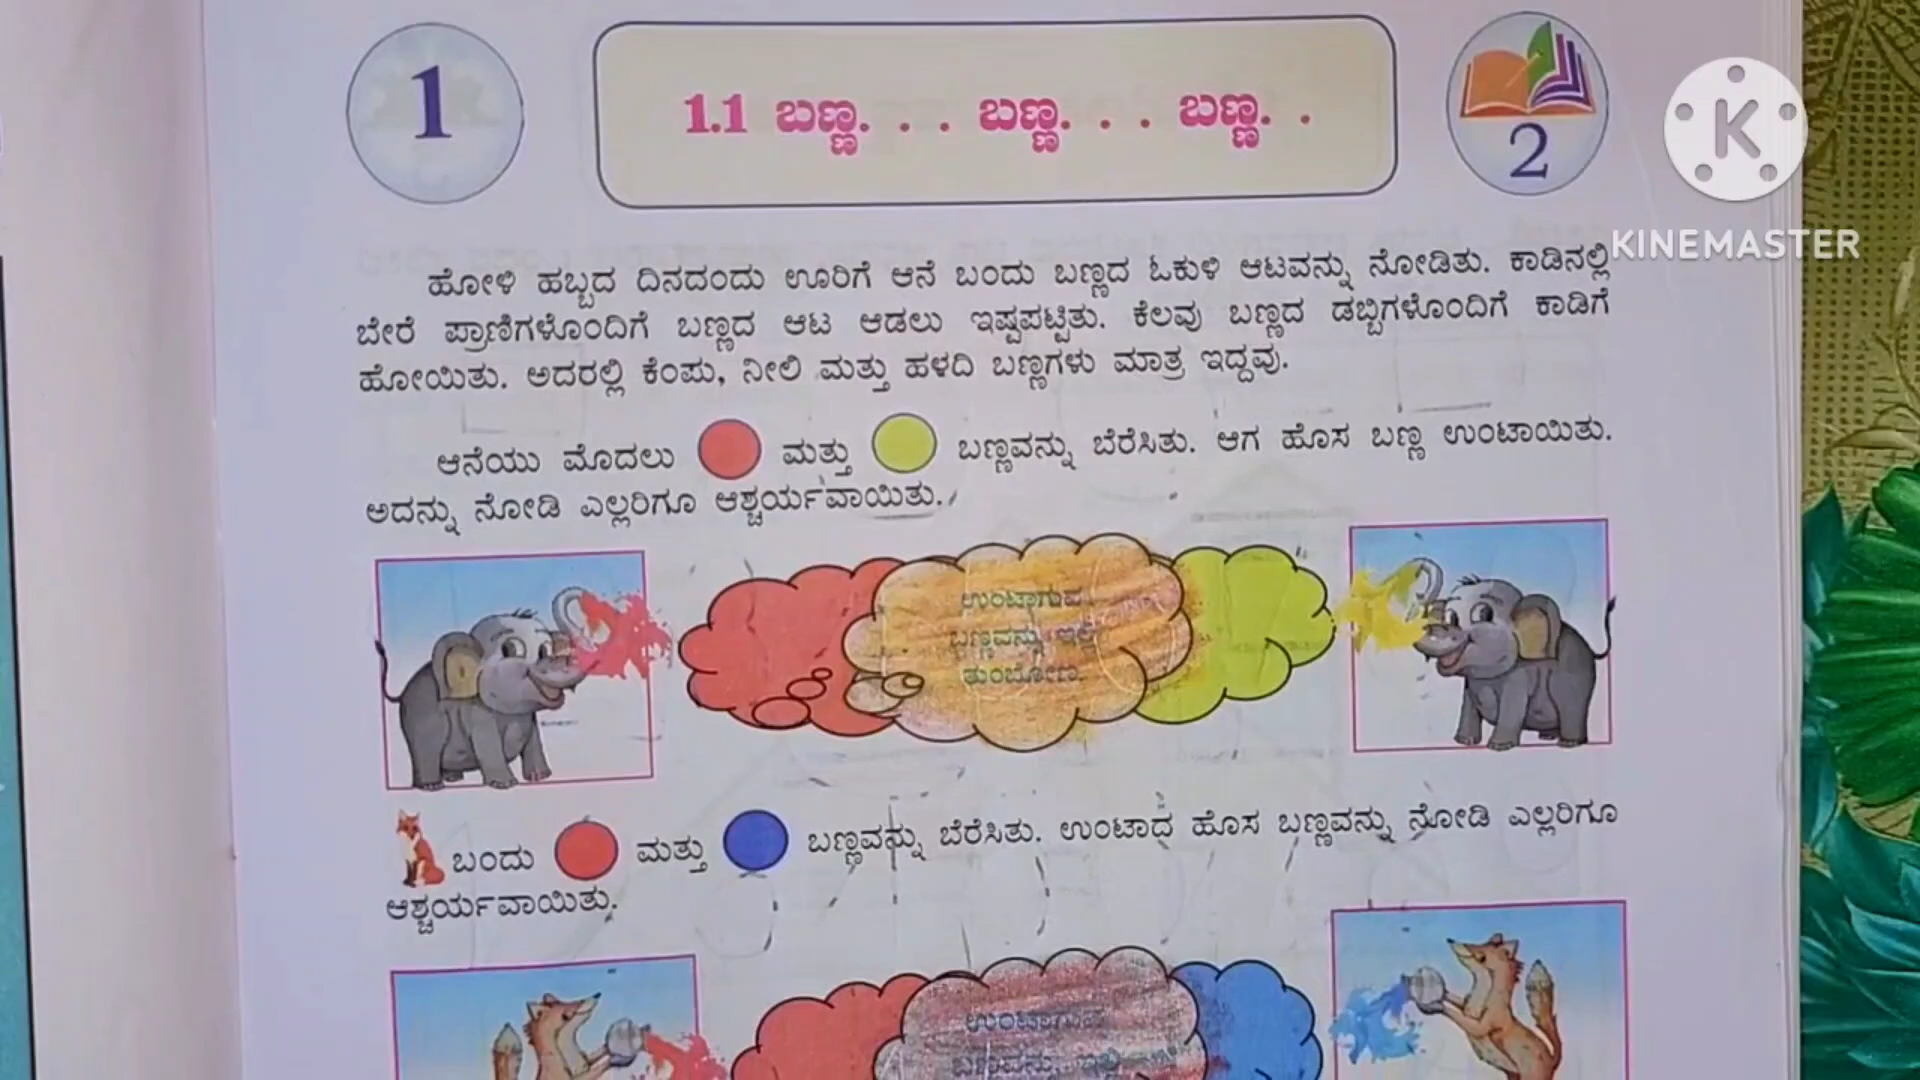 1
1.1 ಬಣ್ಣ. . . ಬಣ್ಣ. . . ಬಣ್ಣ. .
2
K
KINEMASTER
ಹೋಳಿ ಹಬ್ಬದ ದಿನದಂದು ಊರಿಗೆ ಆನೆ ಬಂದು ಬಣ್ಣದ ಓಕುಳಿ ಆಟವನ್ನು ನೋಡಿತು. ಕಾಡಿನಲ್ಲಿ
ಬೇರೆ ಪ್ರಾಣಿಗಳೊಂದಿಗೆ ಬಣ್ಣದ ಆಟ ಆಡಲು ಇಷ್ಟಪಟ್ಟಿತು. ಕೆಲವು ಬಣ್ಣದ ಡಬ್ಬಿಗಳೊಂದಿಗೆ ಕಾಡಿಗೆ
ಹೋಯಿತು. ಅದರಲ್ಲಿ ಕೆಂಪು, ನೀಲಿ ಮತ್ತು ಹಳದಿ ಬಣ್ಣಗಳು ಮಾತ್ರ ಇದ್ದವು.
ಆನೆಯು ಮೊದಲು ಮತ್ತು ಬಣ್ಣವನ್ನು ಬೆರೆಸಿತು. ಆಗ ಹೊಸ ಬಣ್ಣ ಉಂಟಾಯಿತು.
ಅದನ್ನು ನೋಡಿ ಎಲ್ಲರಿಗೂ ಆಶ್ಚರ್ಯವಾಯಿತು.
ಉಂಟಾಗುವ
ಬಣ್ಣವನ್ನು ಇಲ್ಲಿ
ತುಂಬೋಣ.
ಬಂದು ಮತ್ತು ಬಣ್ಣವನ್ನು ಬೆರೆಸಿತು. ಉಂಟಾದ ಹೊಸ ಬಣ್ಣವನ್ನು ನೋಡಿ ಎಲ್ಲರಿಗೂ
ಆಶ್ಚರ್ಯವಾಯಿತು.
ಉಂಟಾಗುವ
ಬಣ್ಣವನ್ನು ಇಲ್ಲಿ